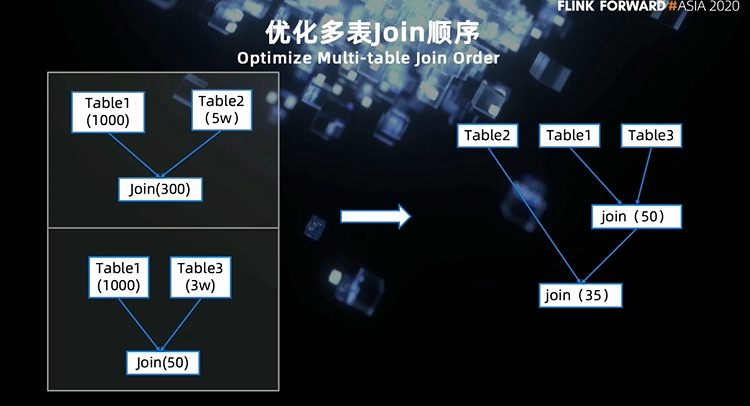 FLINK FORWARD#ASIA 2020
优化多表Join顺序
Optimize Multi-table Join Order
Table1
(1000)
Table2
（5w）
Join(300)
Table1
(1000)
Table3
(3w)
Join(50)
Table2
Table1
Table3
join（50）
join（35）